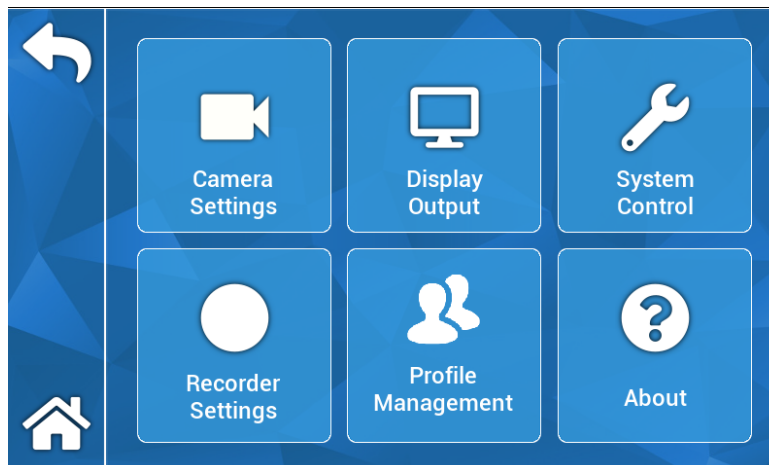 Camera
Settings
Display
Output
System
Control
Recorder
Settings
Profile
Management
About